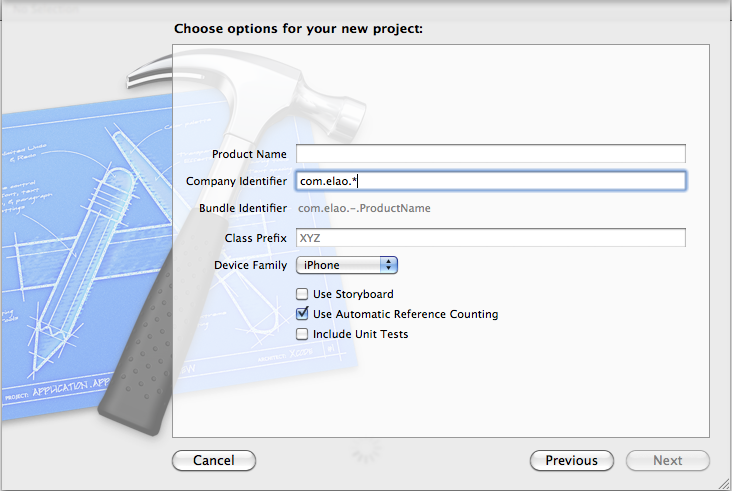 Choose options for your new project:
Product Name
Company Identifier com.elao.*
Bundle Identifier com.elao.-.ProductName
Class Prefix XYZ
Device Family iPhone
Use Storyboard
Use Automatic Reference Counting
Include Unit Tests
PROJECT: APPLICATION.APP
Cancel Previous Next